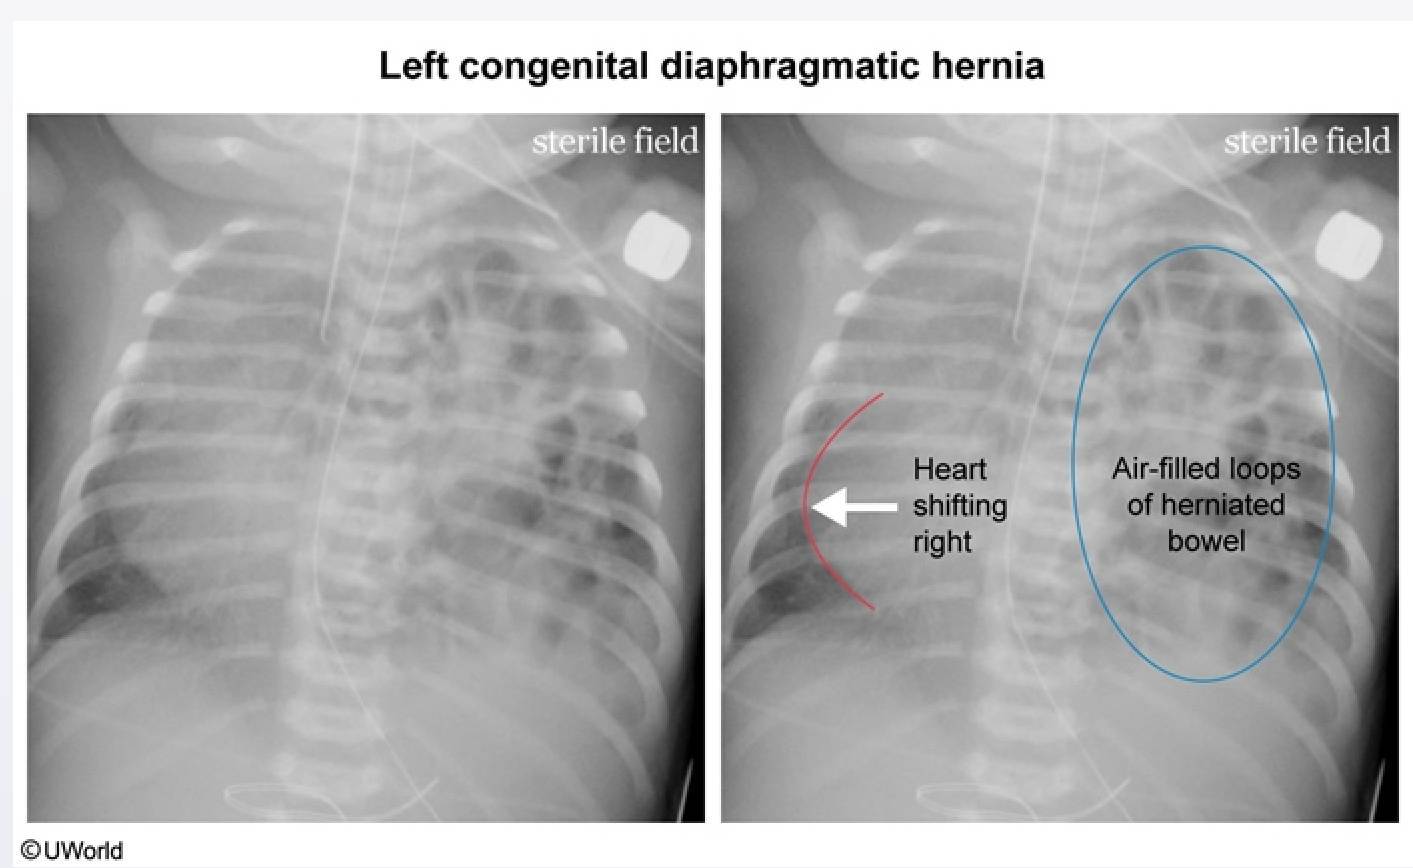 Left congenital diaphragmatic hernia
sterile field
sterile field
Heart
shifting
right
Air-filled loops
of herniated
bowel
©UWorld